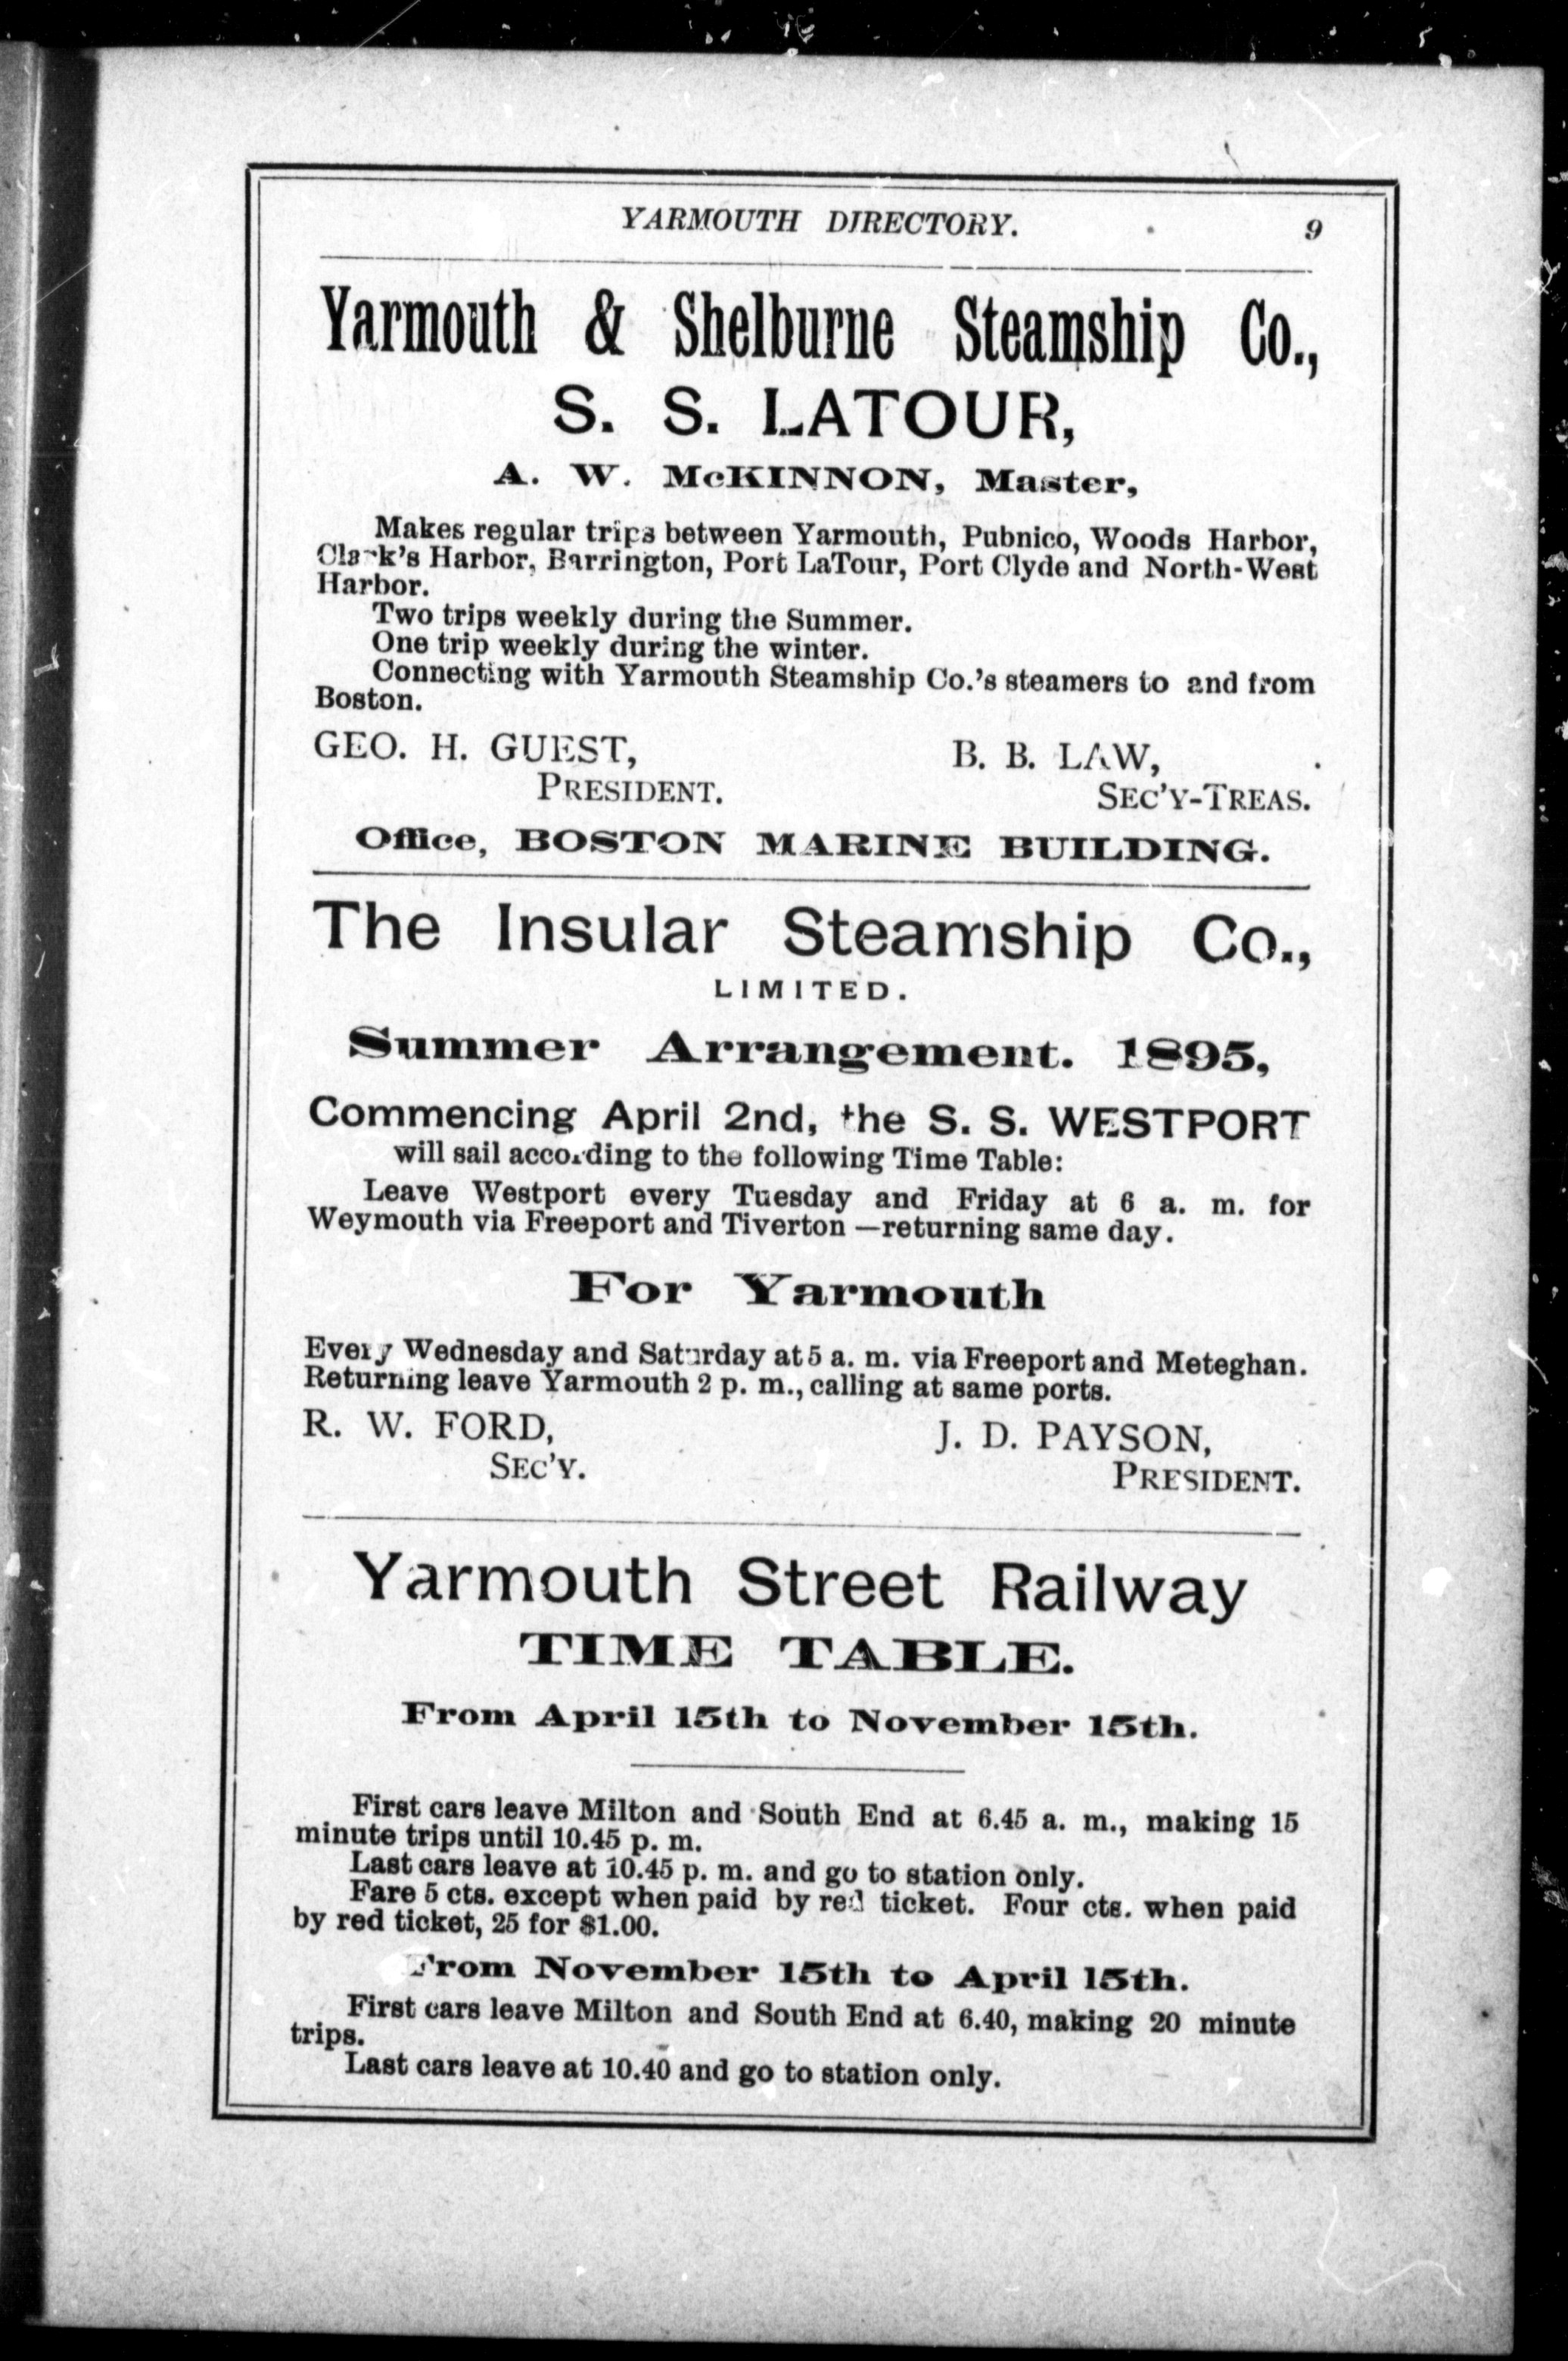 YARMOUTH DIRECTORY. 9
Yarmouth & Shelburne Steamship Co.,
S. S. LATOUR,
A. W. McKINNON, Master,
Makes regular trips between Yarmouth, Pubnico, Woods Harbor,
Clark's Harbor, Barrington, Port LaTour, Port Clyde and North-West
Harbor.
Two trips weekly during the Summer.
One trip weekly during the winter.
Connecting with Yarmouth Steamship Co.'s steamers to and from
Boston.
GEO. H. GUEST, B. B. LAW,
PRESIDENT. SEC'Y-TREAS.
Office, BOSTON MARINE BUILDING.
The Insular Steamship Co.,
LIMITED.
Summer Arrangement. 1895,
Commencing April 2nd, the S. S. WESTPORT
will sail according to the following Time Table:
Leave Westport every Tuesday and Friday at 6 a. m. for
Weymouth via Freeport and Tiverton —returning same day.
For Yarmouth
Every Wednesday and Saturday at 5 a. m. via Freeport and Meteghan.
Returning leave Yarmouth 2 p. m., calling at same ports.
R. W. FORD, J. D. PAYSON,
SEC'Y. PRESIDENT.
Yarmouth Street Railway
TIME TABLE.
From April 15th to November 15th.
First cars leave Milton and South End at 6.45 a. m., making 15
minute trips until 10.45 p. m.
Last cars leave at 10.45 p. m. and go to station only.
Fare 5 cts. except when paid by red ticket. Four cts. when paid
by red ticket, 25 for $1.00.
From November 15th to April 15th.
First cars leave Milton and South End at 6.40, making 20 minute
trips.
Last cars leave at 10.40 and go to station only.